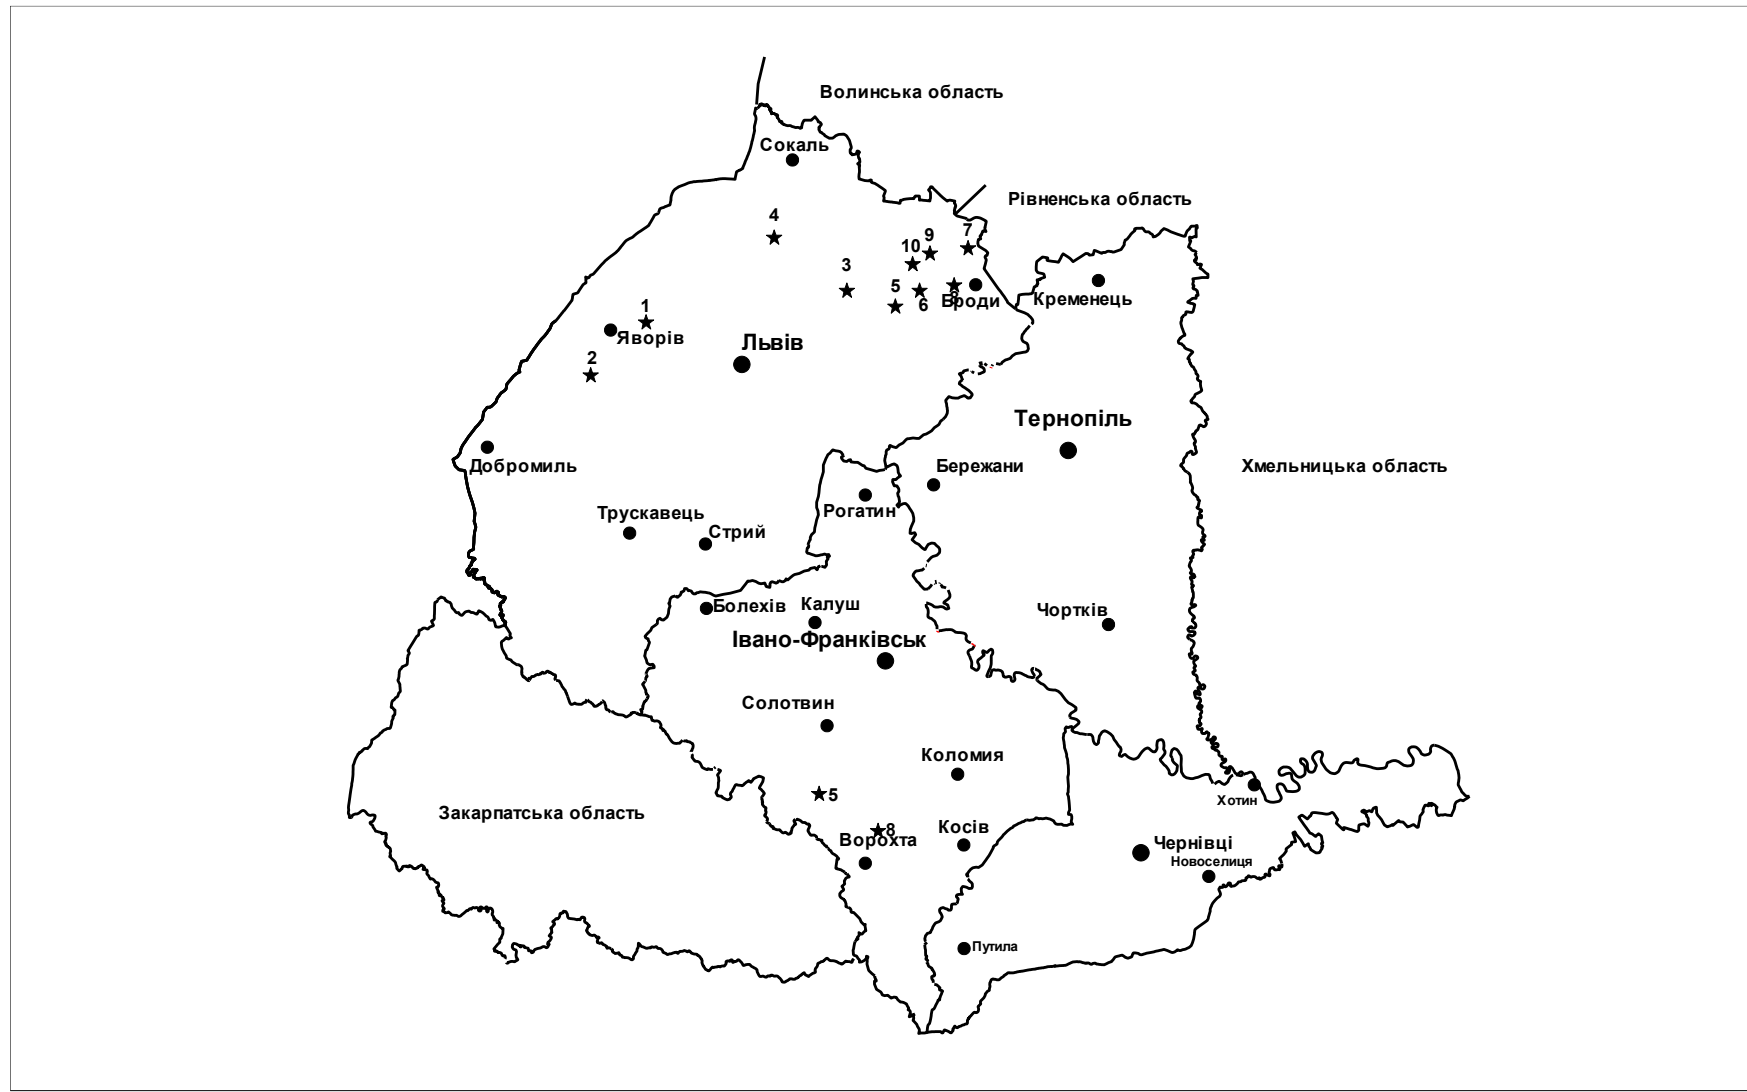 Волинська область
Сокаль
Рівненська область
4
7
9
10
3
Кременець
5
8
Броди
6
1
Яворів
Львів
2
Тернопіль
Добромиль
Бережани
Хмельницька область
Рогатин
Трускавець
Стрий
Болехів
Калуш
Чортків
Івано-Франківськ
Солотвин
Коломия
5
Хотин
Закарпатська область
8
Косів
Ворохта
Чернівці
Новоселиця
Путила